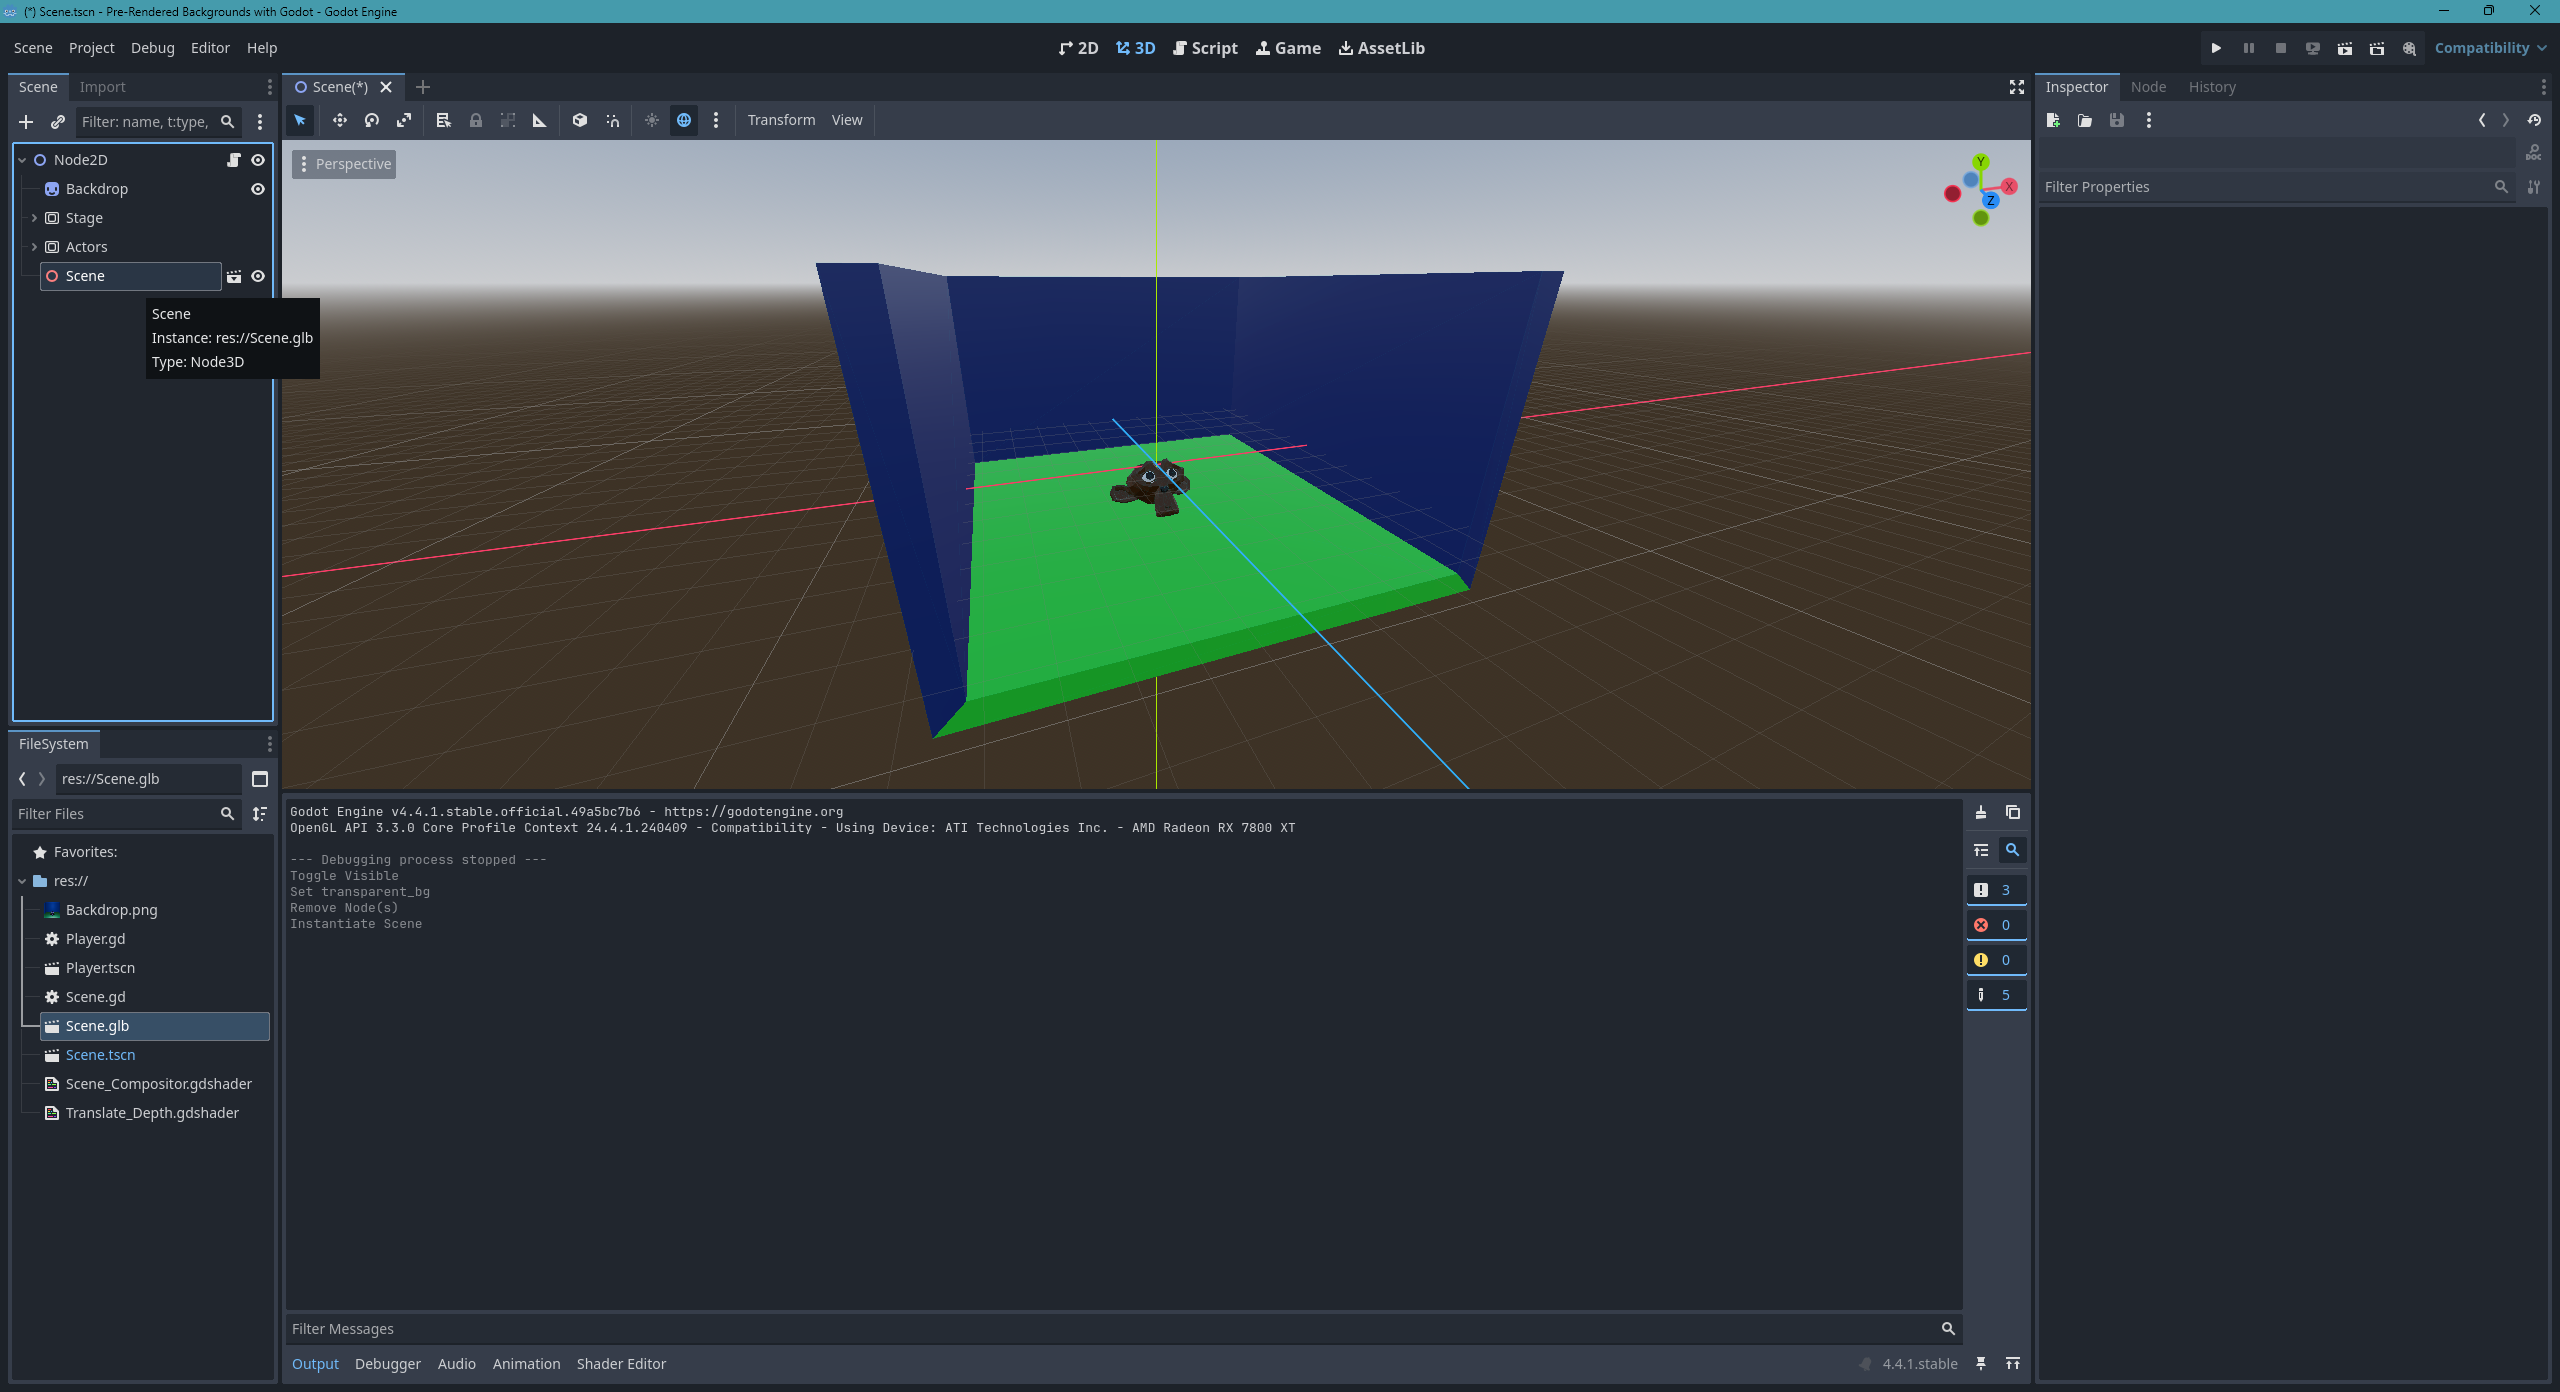 (*) Scene.tscn - Pre-Rendered Backgrounds with Godot - Godot Engine
Scene Project Debug Editor Help
2D 3D Script Game AssetLib
Compatibility
Scene Import
Filter: name, t:type,
Node2D
Backdrop
Stage
Actors
Scene
Scene
Instance: res://Scene.glb
Type: Node3D
Scene(*)
Transform View
Perspective
Y
X
Z
Inspector Node History
DOC
Filter Properties
FileSystem
res://Scene.glb
Filter Files
Favorites:
res://
Backdrop.png
Player.gd
Player.tscn
Scene.gd
Scene.glb
Scene.tscn
Scene_Compositor.gdshader
Translate_Depth.gdshader
Godot Engine v4.4.1.stable.official.49a5bc7b6 - https://godotengine.org
OpenGL API 3.3.0 Core Profile Context 24.4.1.240409 - Compatibility - Using Device: ATI Technologies Inc. - AMD Radeon RX 7800 XT
--- Debugging process stopped ---
Toggle Visible
Set transparent_bg
Remove Node(s)
Instantiate Scene
3
0
0
5
Filter Messages
Output Debugger Audio Animation Shader Editor
4.4.1.stable